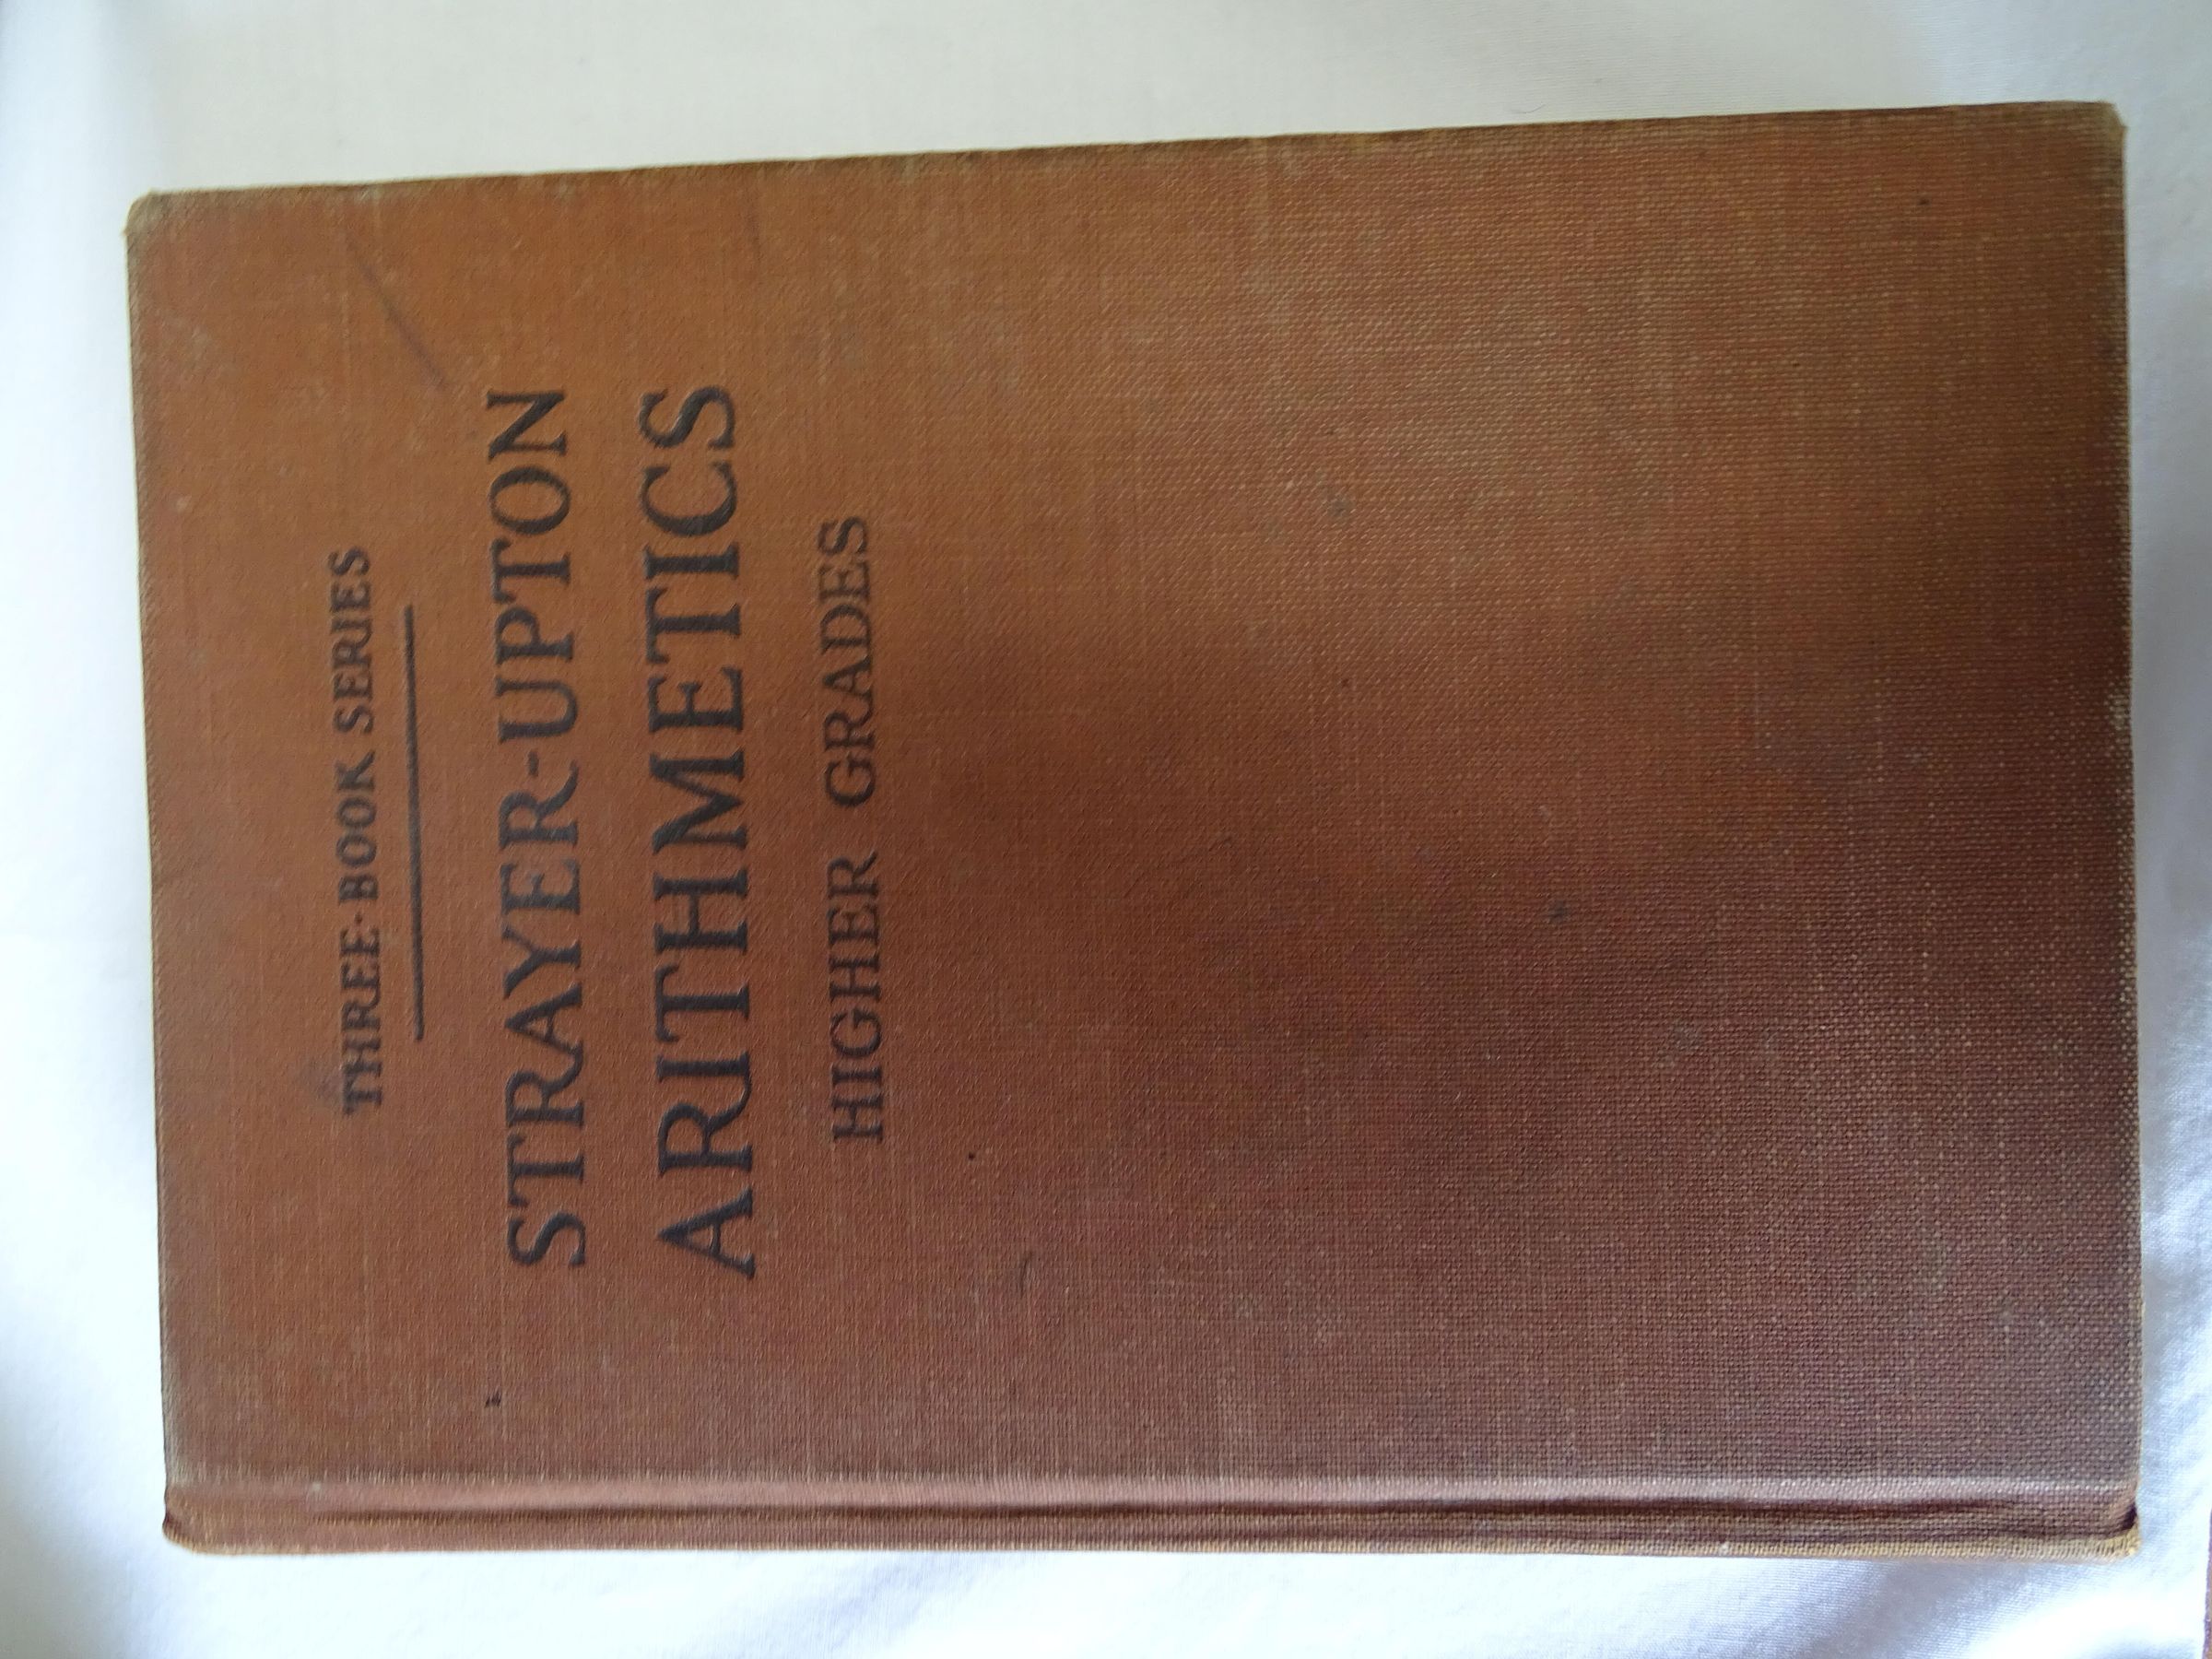 THREE-BOOK SERIES
STRAYER-UPTON
ARITHMETICS
HIGHER GRADES